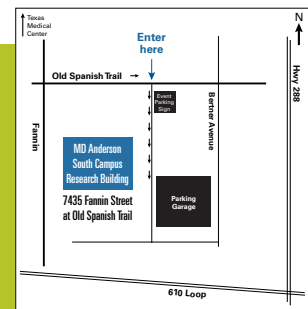 Texas
Medical
Center
N
Enter
here
Old Spanish Trail
Event
Parking
Sign
Fannin
Bertner Avenue
Hwy 288
MD Anderson
South Campus
Research Building
7435 Fannin Street
at Old Spanish Trail
Parking
Garage
610 Loop